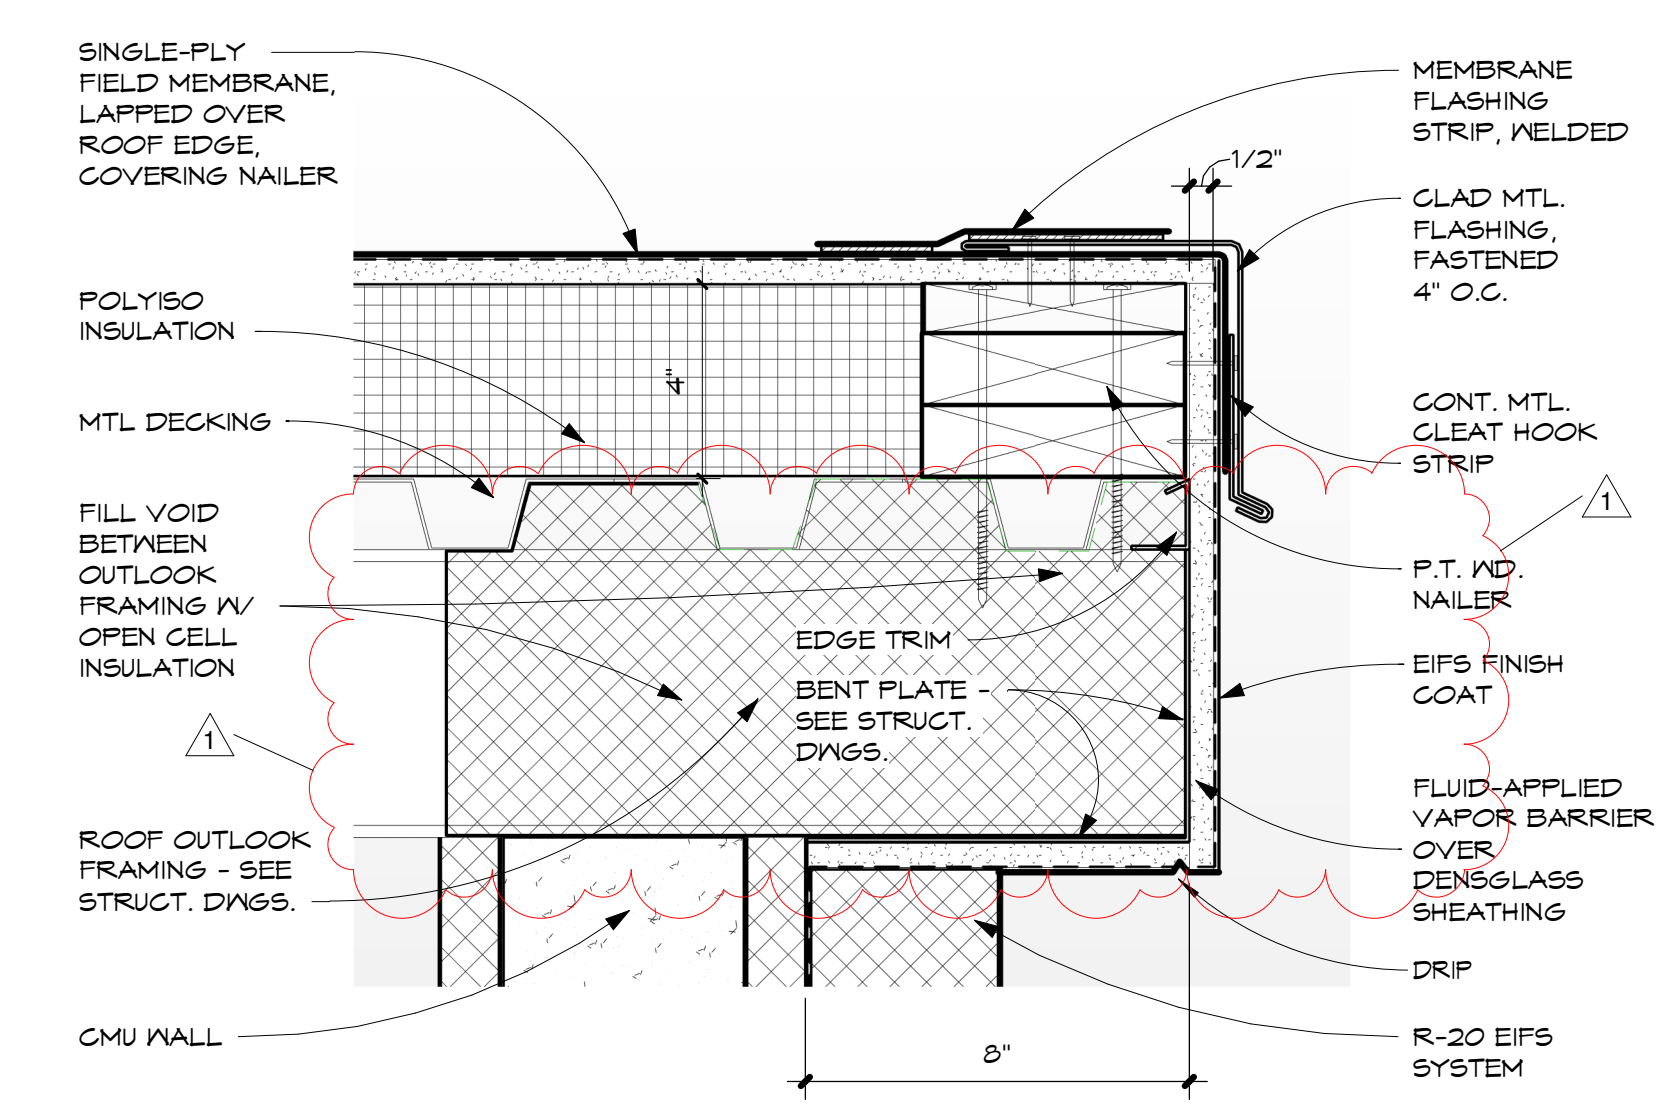 SINGLE-PLY
FIELD MEMBRANE,
LAPPED OVER
ROOF EDGE,
COVERING NAILER
POLYISO
INSULATION
MTL DECKING
FILL VOID
BETWEEN
OUTLOOK
FRAMING W/
OPEN CELL
INSULATION
1
ROOF OUTLOOK
FRAMING - SEE
STRUCT. DWGS.
CMU WALL
4"
EDGE TRIM
BENT PLATE -
SEE STRUCT.
DWGS.
8"
1/2"
MEMBRANE
FLASHING
STRIP, WELDED
CLAD MTL.
FLASHING,
FASTENED
4" O.C.
CONT. MTL.
CLEAT HOOK
STRIP
1
P.T. WD.
NAILER
EIFS FINISH
COAT
FLUID-APPLIED
VAPOR BARRIER
OVER
DENSGLASS
SHEATHING
DRIP
R-20 EIFS
SYSTEM